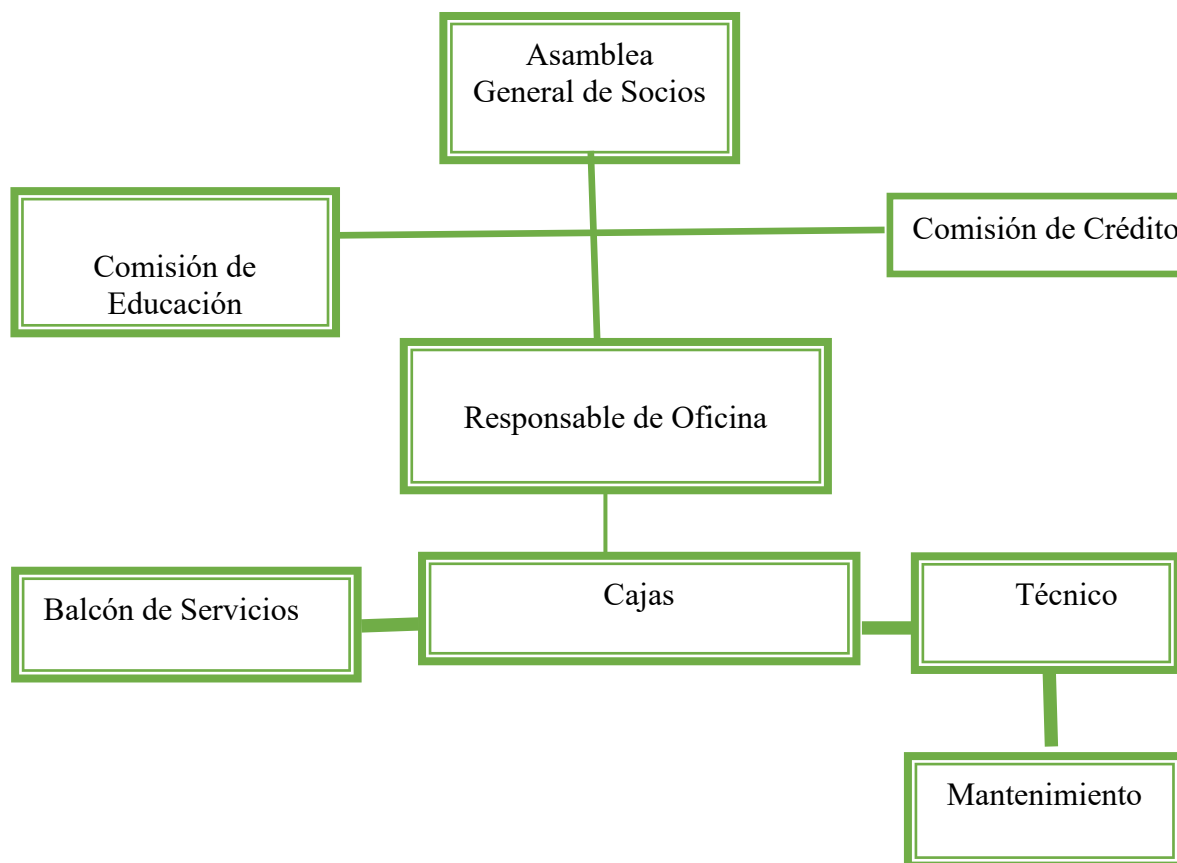 Asamblea
General de Socios
Comisión de
Educación
Comisión de Crédito
Responsable de Oficina
Balcón de Servicios
Cajas
Técnico
Mantenimiento